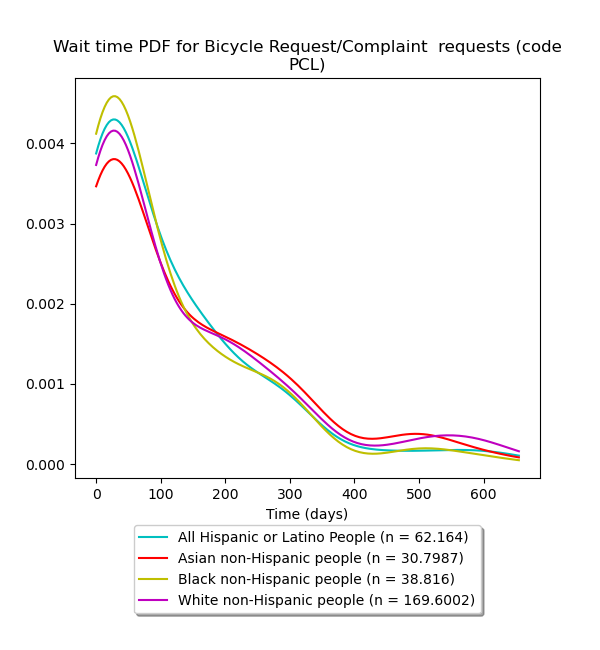 Wait time PDF for Bicycle Request/Complaint  requests (code
PCL)
0.004
0.003
0.002
0.001
0.000
0 100 200 300 400 500 600
Time (days)
All Hispanic or Latino People (n = 62.164)
Asian non-Hispanic people (n = 30.7987)
Black non-Hispanic people (n = 38.816)
White non-Hispanic people (n = 169.6002)